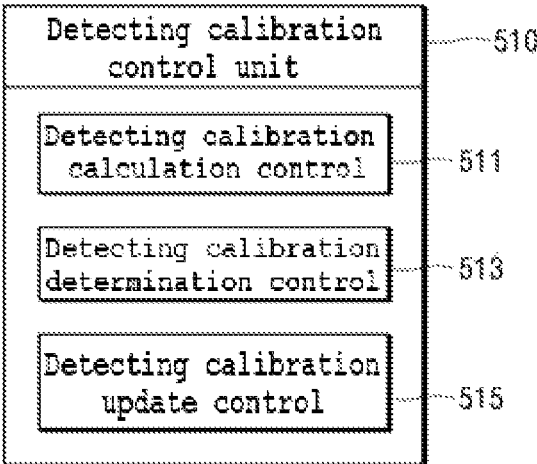 Detecting calibration
control unit
510
Detecting calibration
calculation control
511
Detecting calibration
determination control
513
Detecting calibration
update control
515